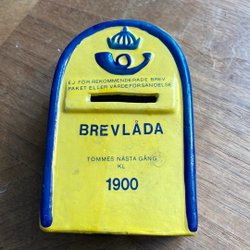 EJ FÖR REKOMMENDERADE BREV
PAKET ELLER VÄRDEFÖRSÄNDELSE
BREVLÅDA
TÖMMES NÄSTA GÅNG
KL
1900